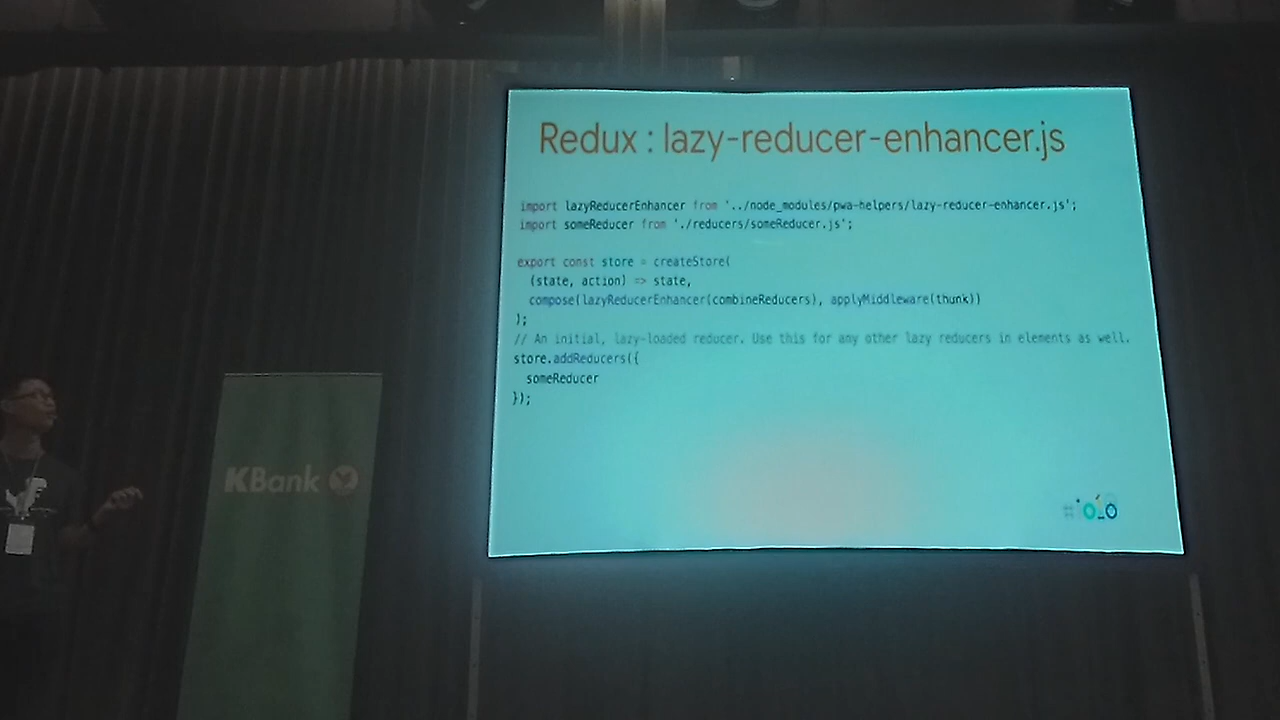 Redux : lazy-reducer-enhancer.js
import lazyReducerEnhancer from '../node_modules/pwa-helpers/lazy-reducer-enhancer.js';
import someReducer from './reducers/someReducer.js';
export const store = createStore(
(state, action) => state,
compose(lazyReducerEnhancer(combineReducers), applyMiddleware(thunk))
);
// An initial, lazy-loaded reducer. Use this for any other lazy reducers in elements as well.
store.addReducers({
someReducer
});
KBank